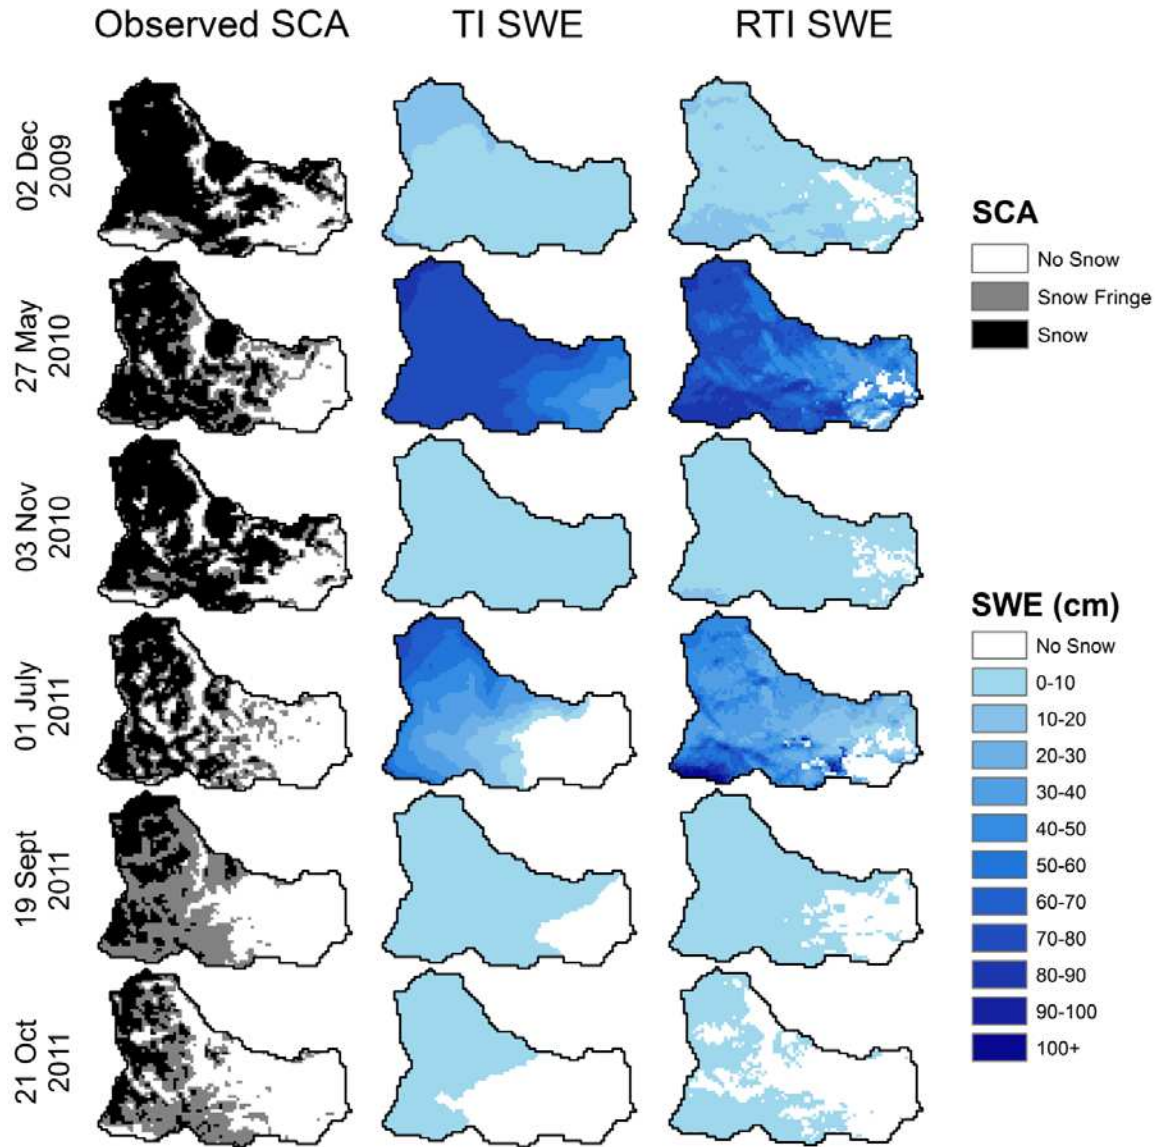 Observed SCA TI SWE RTI SWE
02 Dec
2009
27 May
2010
03 Nov
2010
01 July
2011
19 Sept
2011
21 Oct
2011
SCA
No Snow
Snow Fringe
Snow
SWE (cm)
No Snow
0-10
10-20
20-30
30-40
40-50
50-60
60-70
70-80
80-90
90-100
100+